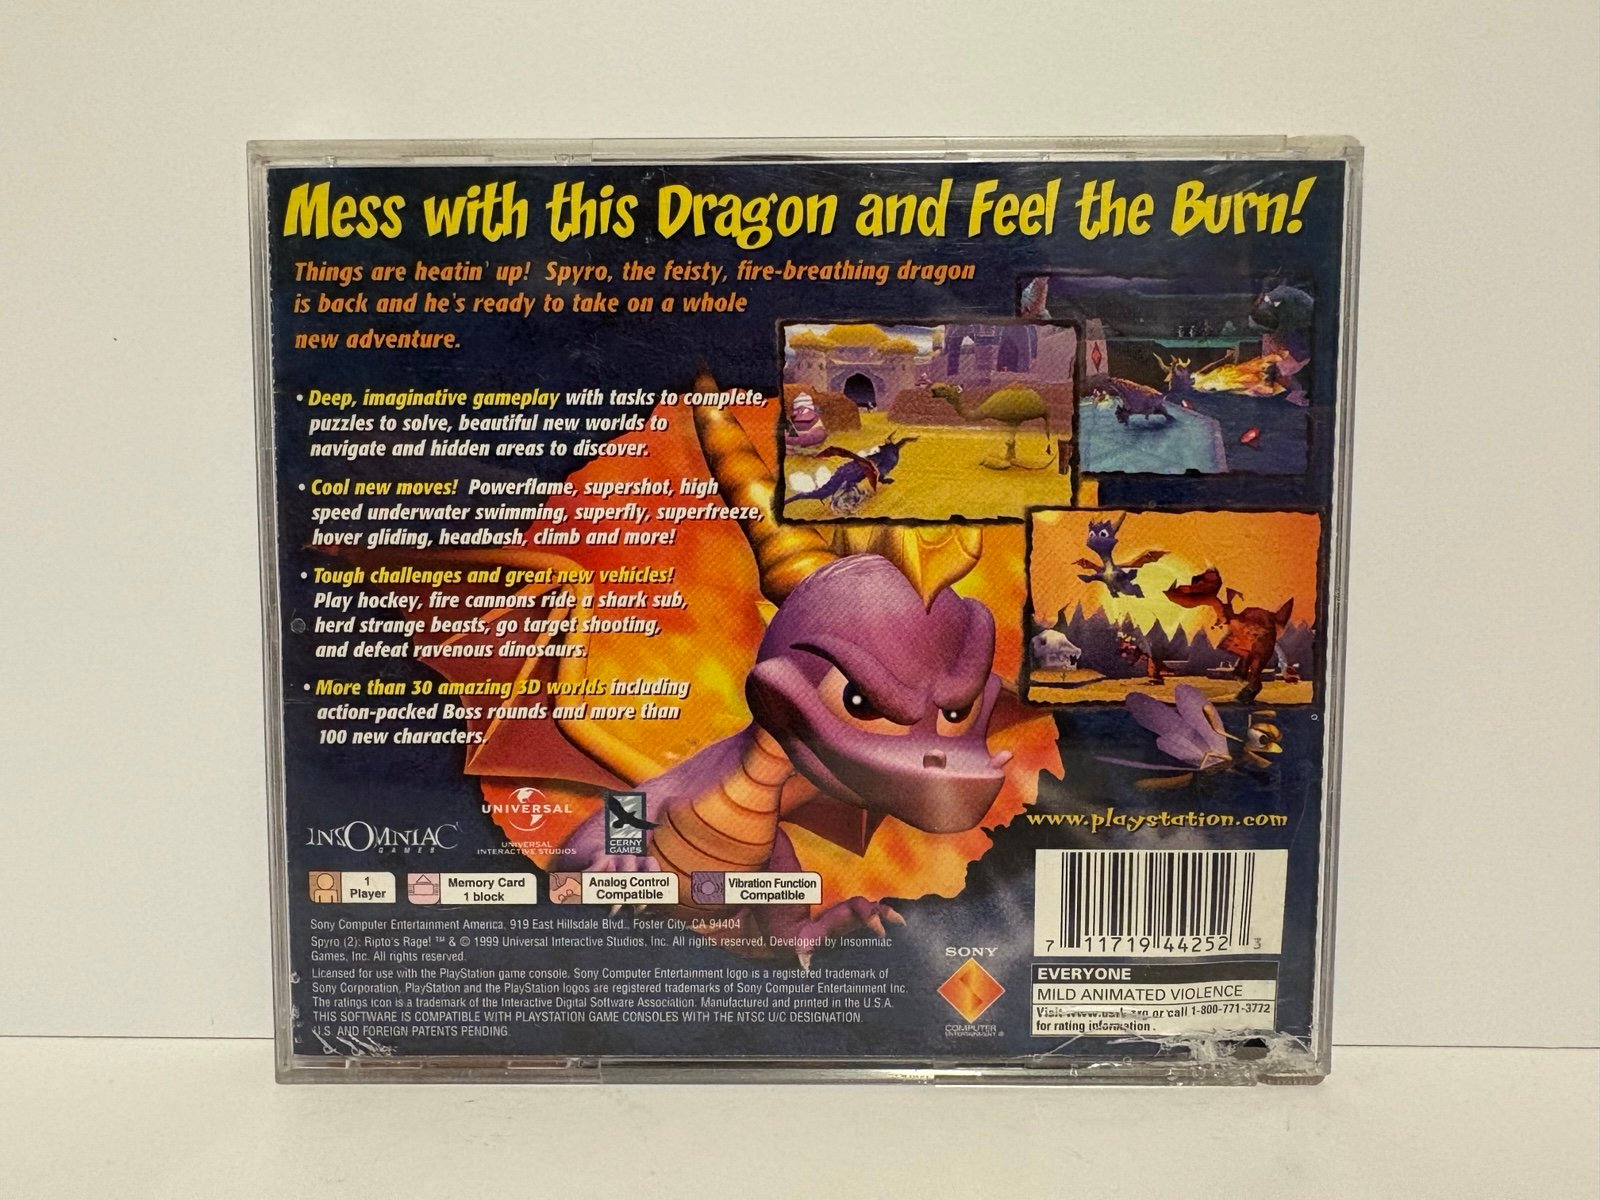 Mess with this Dragon and Feel the Burn!
Things are heatin' up! Spyro, the feisty, fire-breathing dragon
is back and he's ready to take on a whole
new adventure.
• Deep, imaginative gameplay with tasks to complete,
puzzles to solve, beautiful new worlds to
navigate and hidden areas to discover.
• Cool new moves! Powerflame, supershot, high
speed underwater swimming, superfly, superfreeze,
hover gliding, headbash, climb and more!
• Tough challenges and great new vehicles!
Play hockey, fire cannons ride a shark sub,
herd strange beasts, go target shooting,
and defeat ravenous dinosaurs.
• More than 30 amazing 3D worlds including
action-packed Boss rounds and more than
100 new characters.
INSOMNIAC
GAMES
UNIVERSAL
UNIVERSAL
INTERACTIVE STUDIOS
CERNY
GAMES
www.playstation.com
1
Player
Memory Card
1 block
Analog Control
Compatible
Vibration Function
Compatible
Sony Computer Entertainment America, 919 East Hillsdale Blvd., Foster City, CA 94404
Spyro (2): Ripto's Rage! ™ & © 1999 Universal Interactive Studios, Inc. All rights reserved. Developed by Insomniac
Games, Inc. All rights reserved.
Licensed for use with the PlayStation game console. Sony Computer Entertainment logo is a registered trademark of
Sony Corporation. PlayStation and the PlayStation logos are registered trademarks of Sony Computer Entertainment Inc.
The ratings icon is a trademark of the Interactive Digital Software Association. Manufactured and printed in the U.S.A.
THIS SOFTWARE IS COMPATIBLE WITH PLAYSTATION GAME CONSOLES WITH THE NTSC U/C DESIGNATION.
U.S. AND FOREIGN PATENTS PENDING.
SONY
COMPUTER
ENTERTAINMENT ®
7 11719 44252 3
EVERYONE
MILD ANIMATED VIOLENCE
Visit www.esrb.org or call 1-800-771-3772
for rating information.